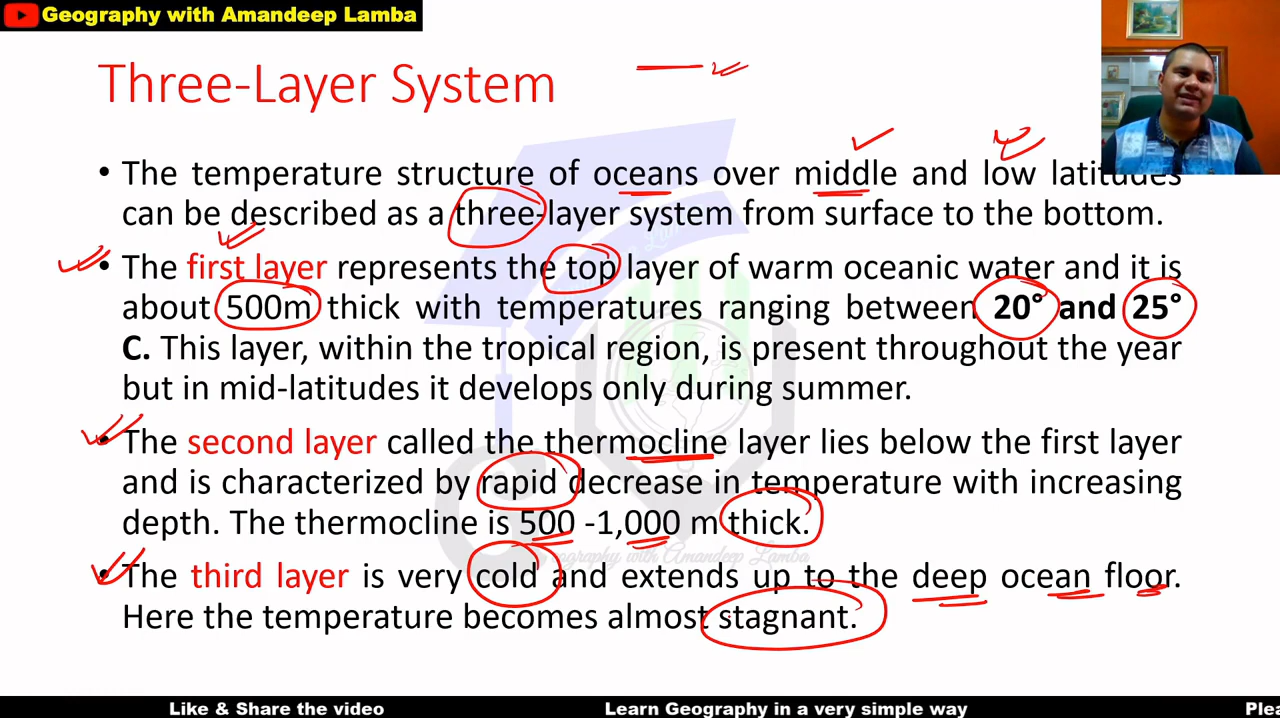 Geography with Amandeep Lamba
Three-Layer System
• The temperature structure of oceans over middle and low latitudes
can be described as a three-layer system from surface to the bottom.
• The first layer represents the top layer of warm oceanic water and it is
about 500m thick with temperatures ranging between 20° and 25°
C. This layer, within the tropical region, is present throughout the year
but in mid-latitudes it develops only during summer.
• The second layer called the thermocline layer lies below the first layer
and is characterized by rapid decrease in temperature with increasing
depth. The thermocline is 500 -1,000 m thick.
• The third layer is very cold and extends up to the deep ocean floor.
Here the temperature becomes almost stagnant.
Geography with Amandeep Lamba
Like & Share the video Learn Geography in a very simple way Plea